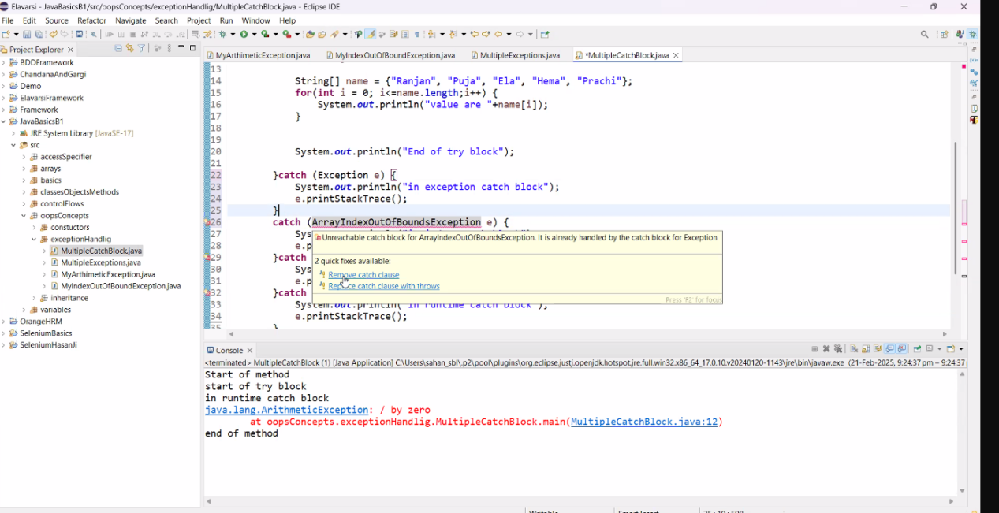 Elavarsi - JavaBasicsB1/src/oopsConcepts/exceptionHandlig/MultipleCatchBlock.java - Eclipse IDE
File Edit Source Refactor Navigate Search Project Run Window Help
Project Explorer
BDDFramework
ChandanaAndGargi
Demo
ElavarsiFramework
Framework
JavaBasicsB1
JRE System Library [JavaSE-17]
src
accessSpecifier
arrays
basics
classesObjectsMethods
controlFlows
oopsConcepts
constuctors
exceptionHandlig
MultipleCatchBlock.java
MultipleExceptions.java
MyArthimeticException.java
MyIndexOutOfBoundException.java
inheritance
variables
OrangeHRM
SeleniumBasics
SeleniumHasanJi
MyArthimeticException.java MyIndexOutOfBoundException.java MultipleExceptions.java *MultipleCatchBlock.java
13
14 String[] name = {"Ranjan", "Puja", "Ela", "Hema", "Prachi"};
15 for(int i = 0; i<=name.length;i++) {
16 System.out.println("value are "+name[i]);
17 }
18
19
20 System.out.println("End of try block");
21
22 }catch (Exception e) {
23 System.out.println("in exception catch block");
24 e.printStackTrace();
25 }
26 catch (ArrayIndexOutOfBoundsException e) {
27 Sys
28 e.p
29 }catch
30 Sys
31 e.p
32 }catch
33 System.out.println("in runtime catch block");
34 e.printStackTrace();
35 }
Unreachable catch block for ArrayIndexOutOfBoundsException. It is already handled by the catch block for Exception
2 quick fixes available:
Remove catch clause
Replace catch clause with throws
Press 'F2' for focus
Console
<terminated> MultipleCatchBlock (1) [Java Application] C:\Users\sahan_sbl\.p2\pool\plugins\org.eclipse.justj.openjdk.hotspot.jre.full.win32.x86_64_17.0.10.v20240120-1143\jre\bin\javaw.exe (21-Feb-2025, 9:24:37 pm – 9:24:37
Start of method
start of try block
in runtime catch block
java.lang.ArithmeticException: / by zero
at oopsConcepts.exceptionHandlig.MultipleCatchBlock.main(MultipleCatchBlock.java:12)
end of method
Writable Smart Insert